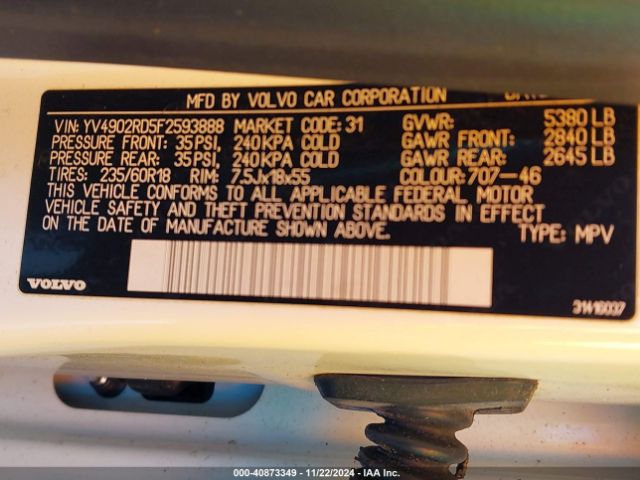 MFD BY VOLVO CAR CORPORATION
VIN: YV4902RD5F2593888 MARKET CODE: 31 GVWR: 5380 LB
PRESSURE FRONT: 35 PSI, 240 KPA COLD GAWR FRONT: 2840 LB
PRESSURE REAR: 35 PSI, 240 KPA COLD GAWR REAR: 2645 LB
TIRES: 235/60R18 RIM: 7.5Jx18x55 COLOUR: 707-46
THIS VEHICLE CONFORMS TO ALL APPLICABLE FEDERAL MOTOR
VEHICLE SAFETY AND THEFT PREVENTION STANDARDS IN EFFECT
ON THE DATE OF MANUFACTURE SHOWN ABOVE. TYPE: MPV
VOLVO 31416037
000-40873349 - 11/22/2024 - IAA Inc.